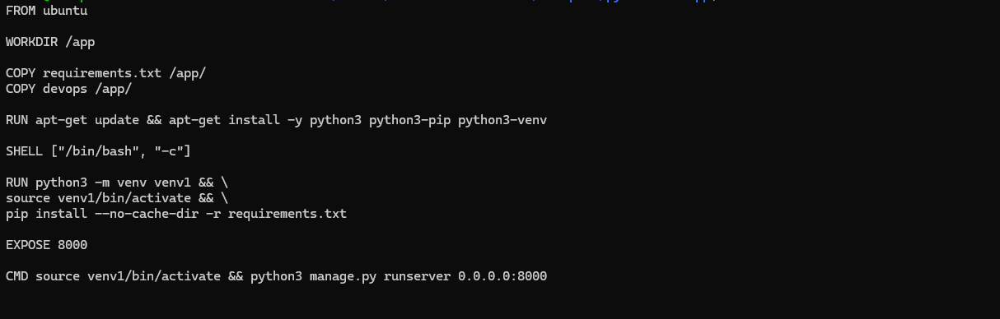 FROM ubuntu
WORKDIR /app
COPY requirements.txt /app/
COPY devops /app/
RUN apt-get update && apt-get install -y python3 python3-pip python3-venv
SHELL ["/bin/bash", "-c"]
RUN python3 -m venv venv1 && \
source venv1/bin/activate && \
pip install --no-cache-dir -r requirements.txt
EXPOSE 8000
CMD source venv1/bin/activate && python3 manage.py runserver 0.0.0.0:8000